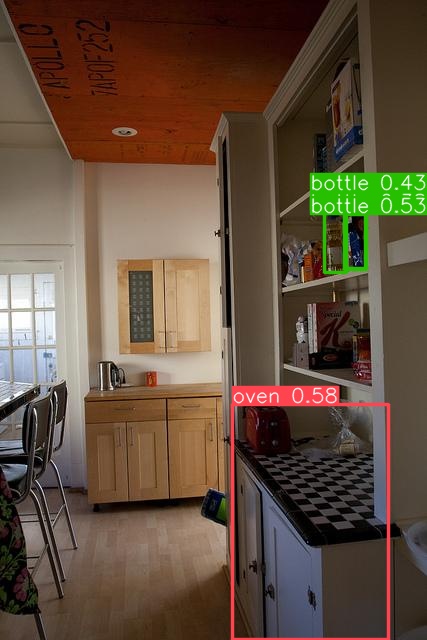 APOLLO
7APOF252
bottle 0.43
bottle 0.53
Special
K
oven 0.58